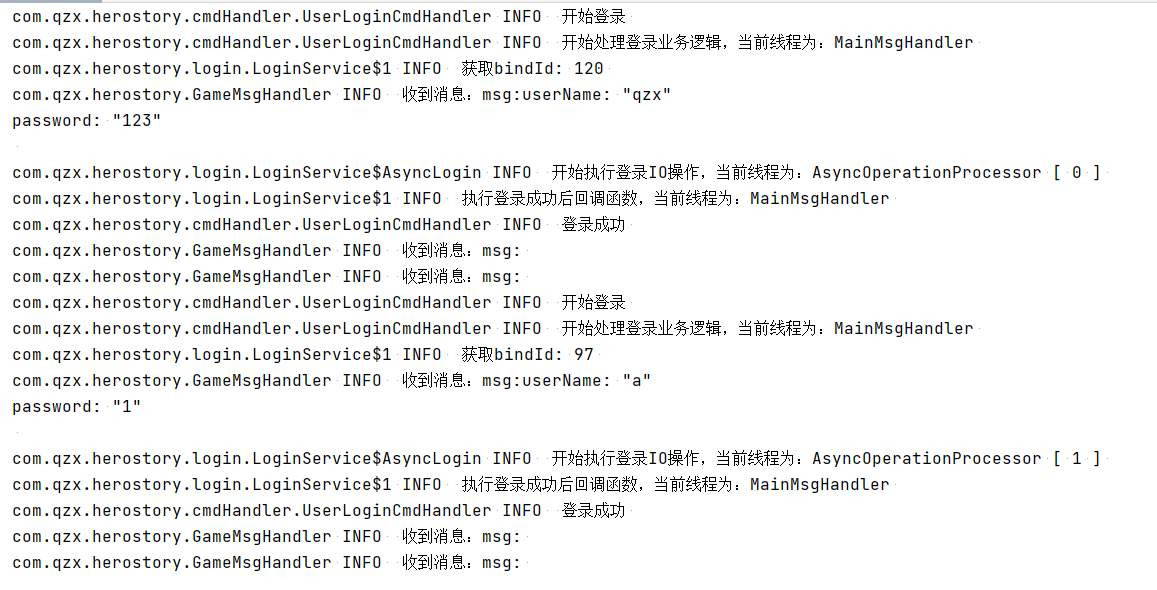 com.qzx.herostory.cmdHandler.UserLoginCmdHandler INFO  开始登录
com.qzx.herostory.cmdHandler.UserLoginCmdHandler INFO  开始处理登录业务逻辑，当前线程为：MainMsgHandler
com.qzx.herostory.login.LoginService$1 INFO  获取bindId: 120
com.qzx.herostory.GameMsgHandler INFO  收到消息：msg:userName: "qzx"
password: "123"
com.qzx.herostory.login.LoginService$AsyncLogin INFO  开始执行登录IO操作，当前线程为：AsyncOperationProcessor [ 0 ]
com.qzx.herostory.login.LoginService$1 INFO  执行登录成功后回调函数，当前线程为：MainMsgHandler
com.qzx.herostory.cmdHandler.UserLoginCmdHandler INFO  登录成功
com.qzx.herostory.GameMsgHandler INFO  收到消息：msg:
com.qzx.herostory.GameMsgHandler INFO  收到消息：msg:
com.qzx.herostory.cmdHandler.UserLoginCmdHandler INFO  开始登录
com.qzx.herostory.cmdHandler.UserLoginCmdHandler INFO  开始处理登录业务逻辑，当前线程为：MainMsgHandler
com.qzx.herostory.login.LoginService$1 INFO  获取bindId: 97
com.qzx.herostory.GameMsgHandler INFO  收到消息：msg:userName: "a"
password: "1"
com.qzx.herostory.login.LoginService$AsyncLogin INFO  开始执行登录IO操作，当前线程为：AsyncOperationProcessor [ 1 ]
com.qzx.herostory.login.LoginService$1 INFO  执行登录成功后回调函数，当前线程为：MainMsgHandler
com.qzx.herostory.cmdHandler.UserLoginCmdHandler INFO  登录成功
com.qzx.herostory.GameMsgHandler INFO  收到消息：msg:
com.qzx.herostory.GameMsgHandler INFO  收到消息：msg: